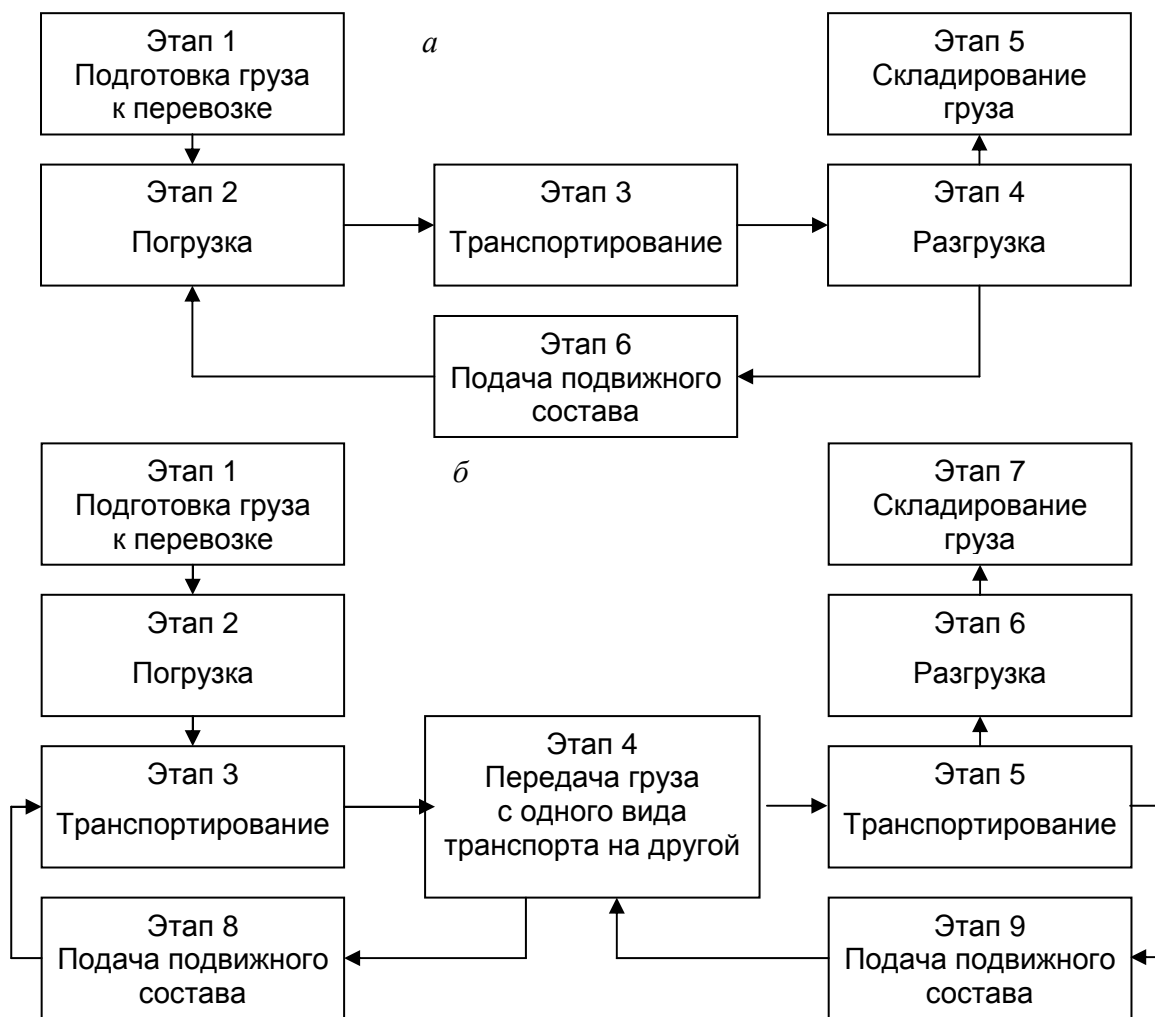 а
Этап 1
Подготовка груза
к перевозке
Этап 5
Складирование
груза
Этап 2
Погрузка
Этап 3
Транспортирование
Этап 4
Разгрузка
Этап 6
Подача подвижного
состава
б
Этап 1
Подготовка груза
к перевозке
Этап 7
Складирование
груза
Этап 2
Погрузка
Этап 6
Разгрузка
Этап 3
Транспортирование
Этап 4
Передача груза
с одного вида
транспорта на другой
Этап 5
Транспортирование
Этап 8
Подача подвижного
состава
Этап 9
Подача подвижного
состава